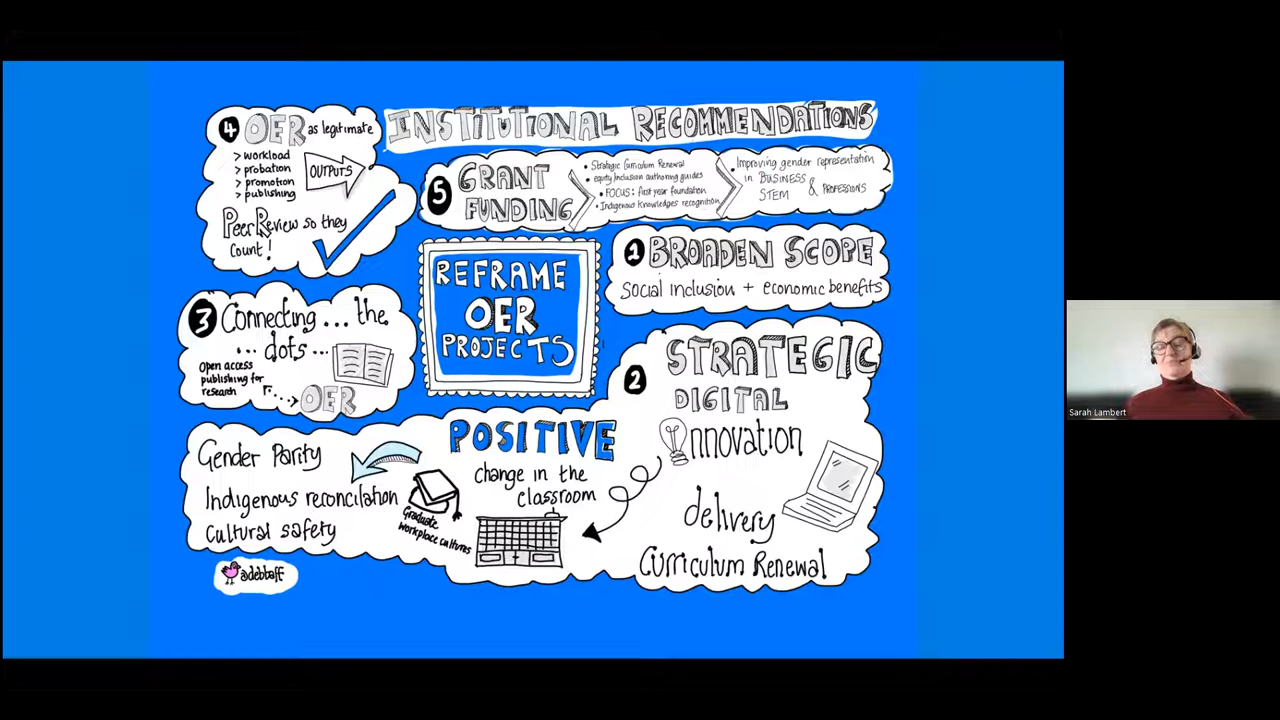 INSTITUTIONAL RECOMMENDATIONS
4 OER as legitimate
> workload
> probation
> promotion
> publishing
OUTPUTS
Peer Review so they
count!
5 GRANT
FUNDING
• Strategic Curriculum Renewal
• equity/inclusion authoring guides
• FOCUS: first year foundation
• Indigenous Knowledges recognition
• Improving gender representation
in BUSINESS
STEM & PROFESSIONS
REFRAME
OER
PROJECTS
1 BROADEN SCOPE
Social inclusion + economic benefits
3 Connecting ... the
... dots ...
open access
publishing for
research
OER
2 STRATEGIC
DIGITAL
innovation
delivery
Curriculum Renewal
POSITIVE
change in the
classroom
Graduate
workplace cultures
Gender Parity
Indigenous reconcilation
Cultural safety
@debbaff
Sarah Lambert